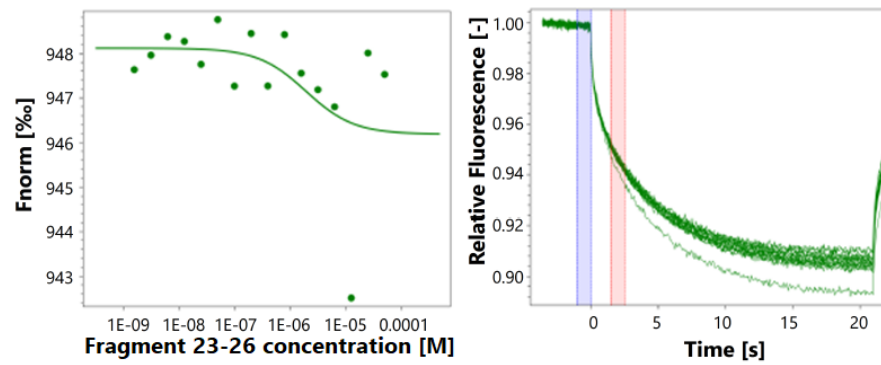 Fnorm [‰]
948
947
946
945
944
943
1E-09 1E-08 1E-07 1E-06 1E-05 0.0001
Fragment 23-26 concentration [M]
Relative Fluorescence [-]
1.00
0.98
0.96
0.94
0.92
0.90
0 5 10 15 20
Time [s]